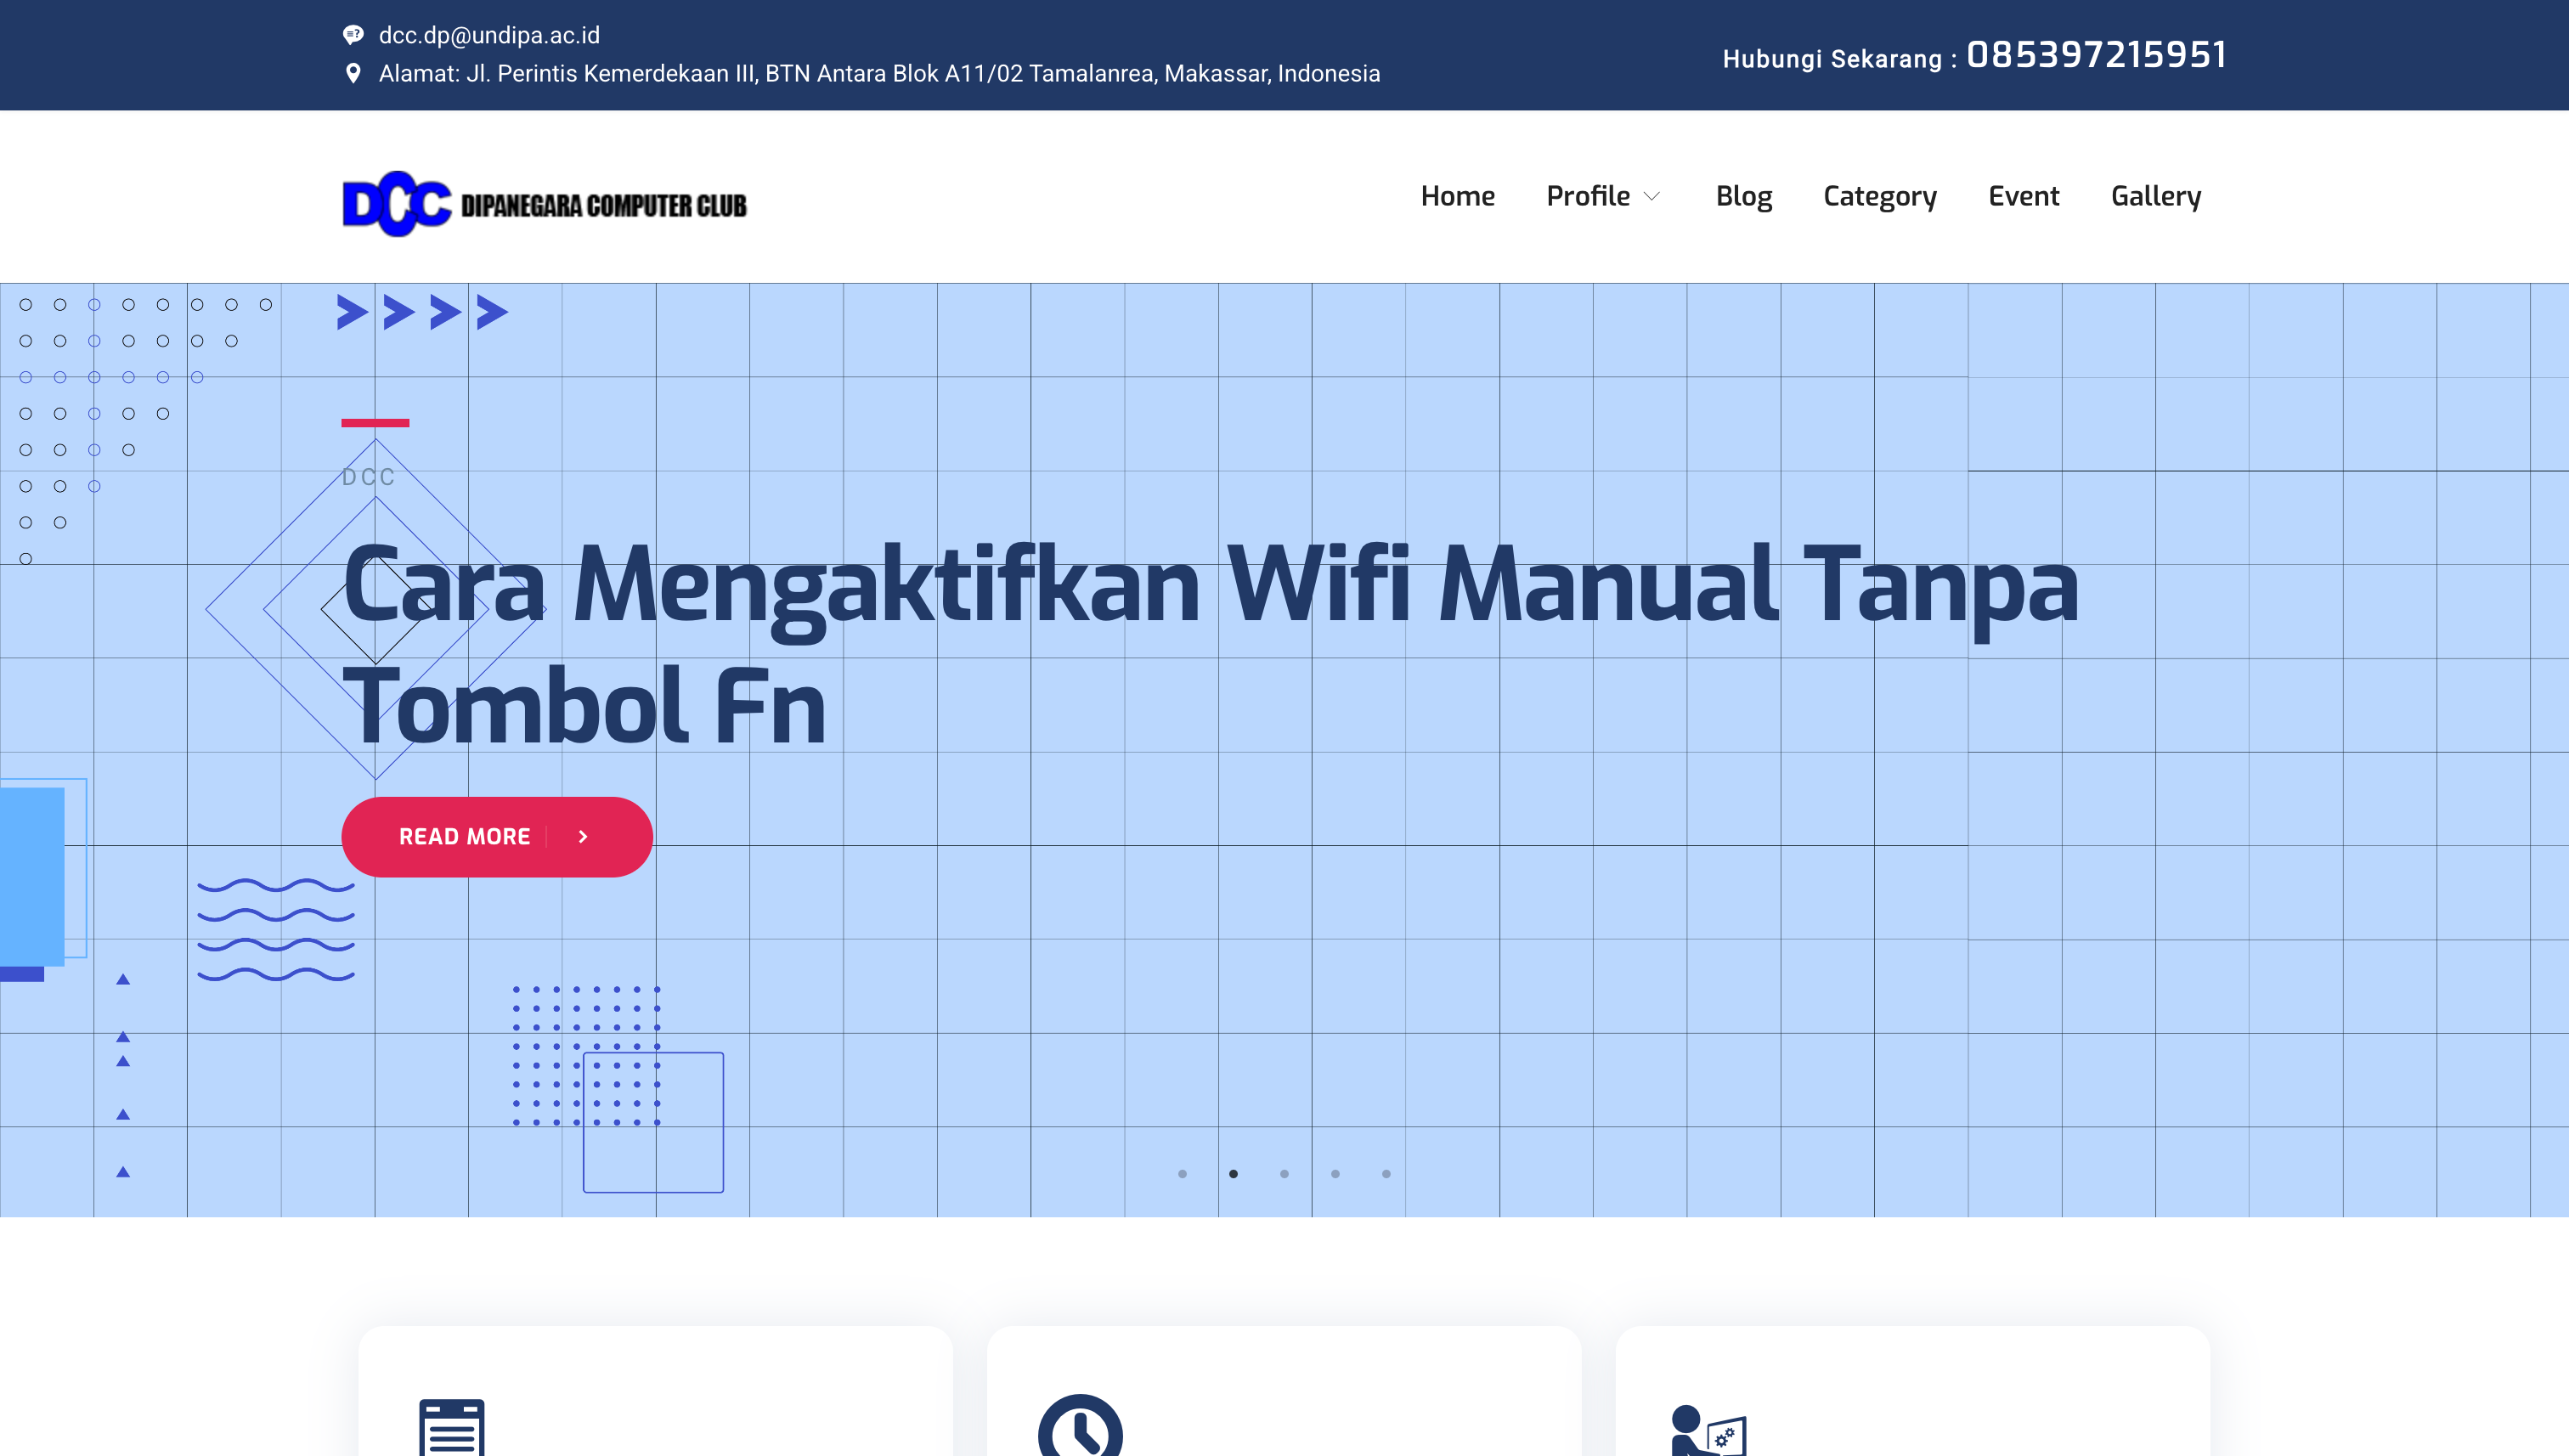 dcc.dp@undipa.ac.id
Alamat: Jl. Perintis Kemerdekaan III, BTN Antara Blok A11/02 Tamalanrea, Makassar, Indonesia
Hubungi Sekarang : 085397215951
DCC DIPANEGARA COMPUTER CLUB
Home Profile Blog Category Event Gallery
DCC
Cara Mengaktifkan Wifi Manual Tanpa
Tombol Fn
READ MORE